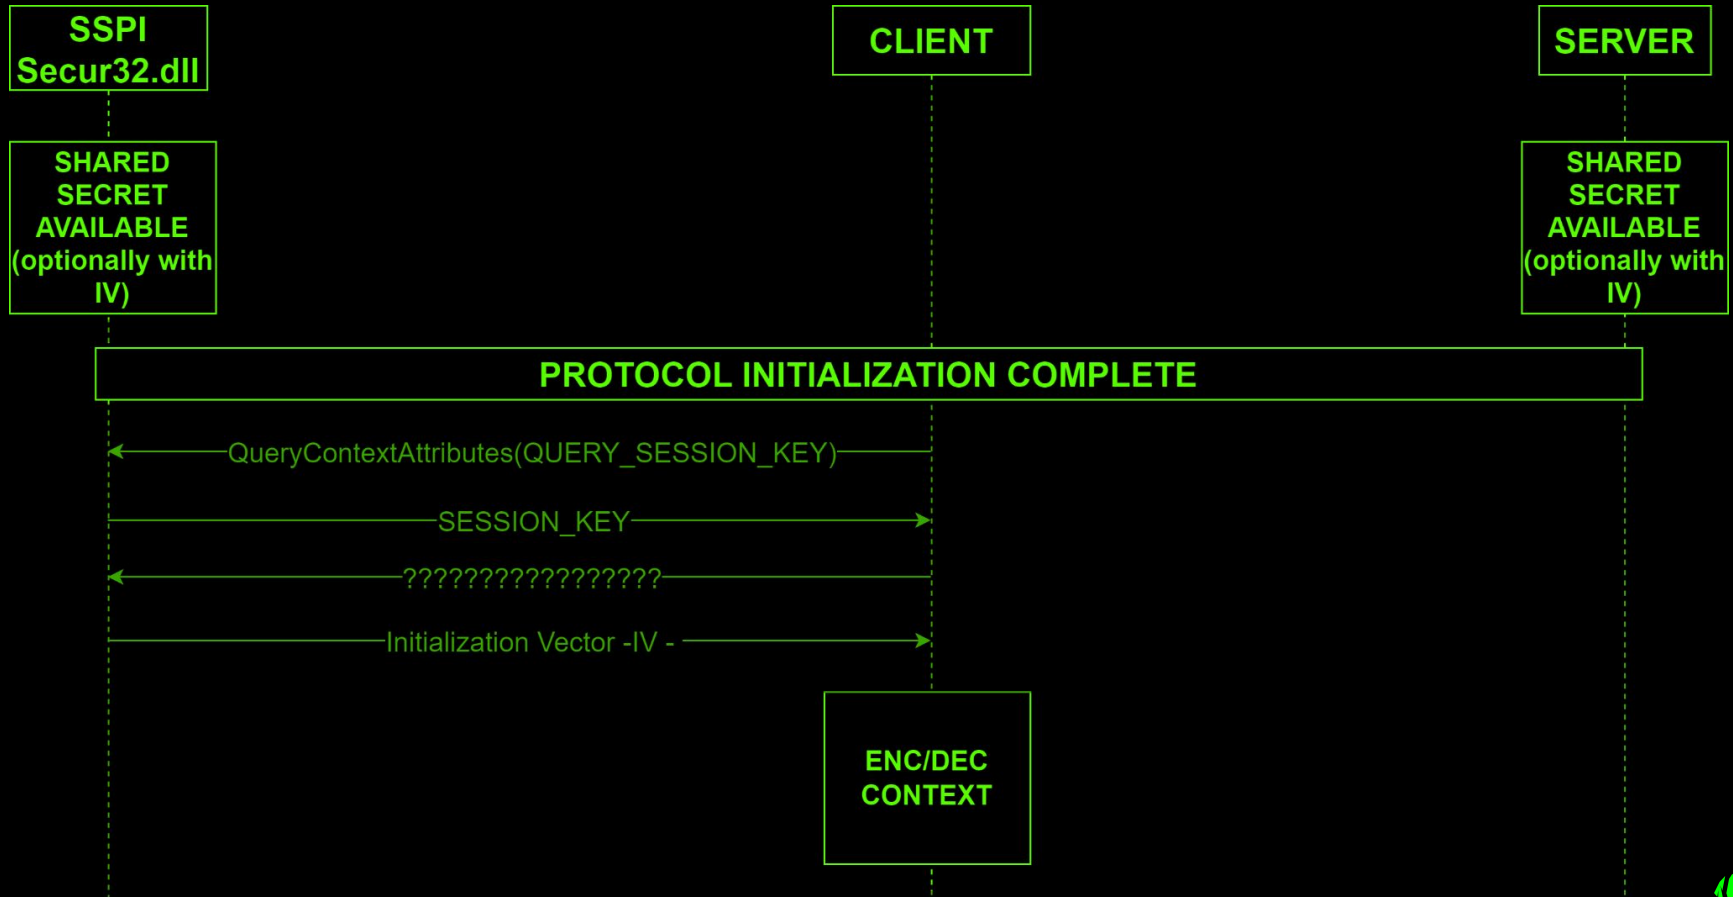 SSPI
Secur32.dll
CLIENT
SERVER
SHARED
SECRET
AVAILABLE
(optionally with
IV)
SHARED
SECRET
AVAILABLE
(optionally with
IV)
PROTOCOL INITIALIZATION COMPLETE
QueryContextAttributes(QUERY_SESSION_KEY)
SESSION_KEY
?????????????????
Initialization Vector -IV -
ENC/DEC
CONTEXT